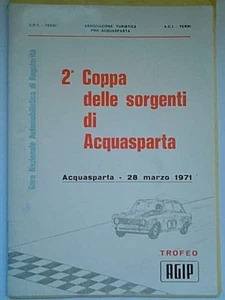 E.P.T. - TERNI
ASSOCIAZIONE TURISTICA
PRO ACQUASPARTA
A.C.I. - TERNI
Gara Nazionale Automobilistica di Regolarità
2ª Coppa
delle sorgenti
di
Acquasparta
Acquasparta - 28 marzo 1971
TROFEO
AGIP